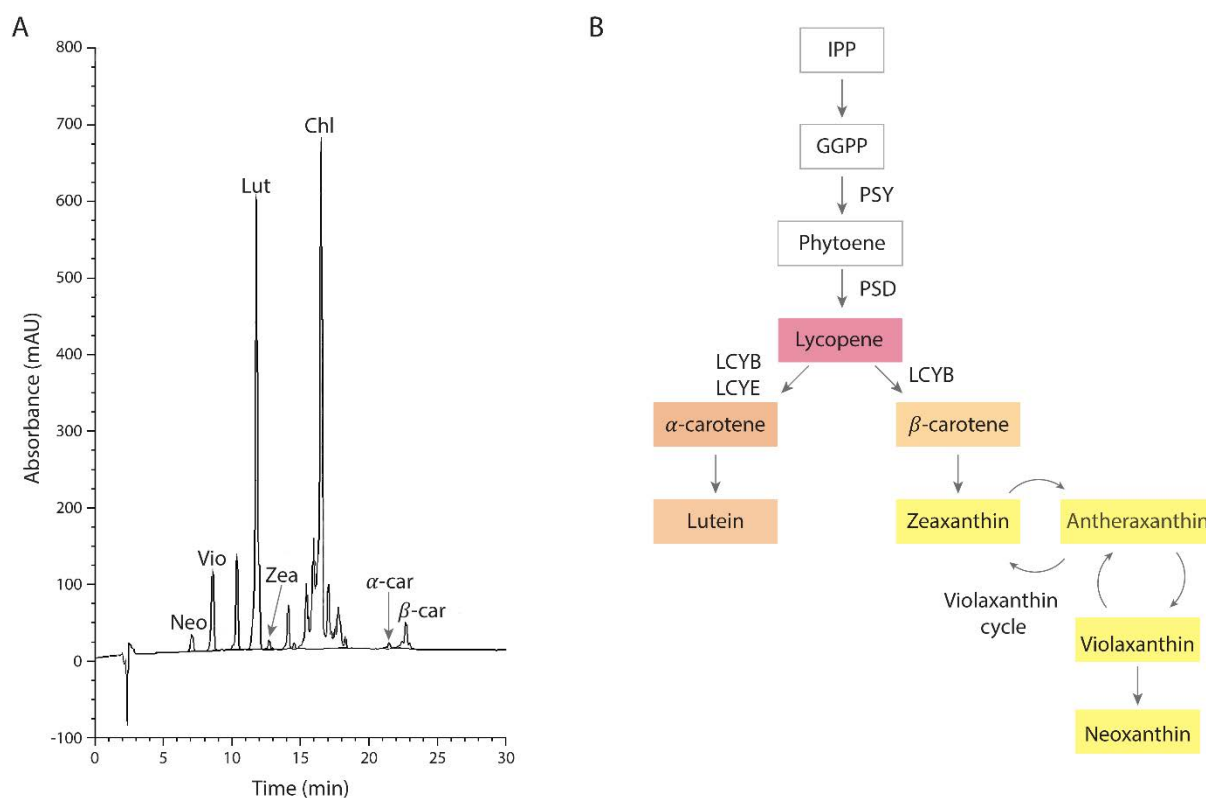 A
800
700
600
500
400
300
200
100
0
-100
Absorbance (mAU)
Chl
Lut
Vio
Zea
Neo
α-car
β-car
0 5 10 15 20 25 30
Time (min)
B
IPP
GGPP
PSY
Phytoene
PSD
Lycopene
LCYB
LCYE
LCYB
α-carotene
β-carotene
Lutein
Zeaxanthin
Antheraxanthin
Violaxanthin
cycle
Violaxanthin
Neoxanthin